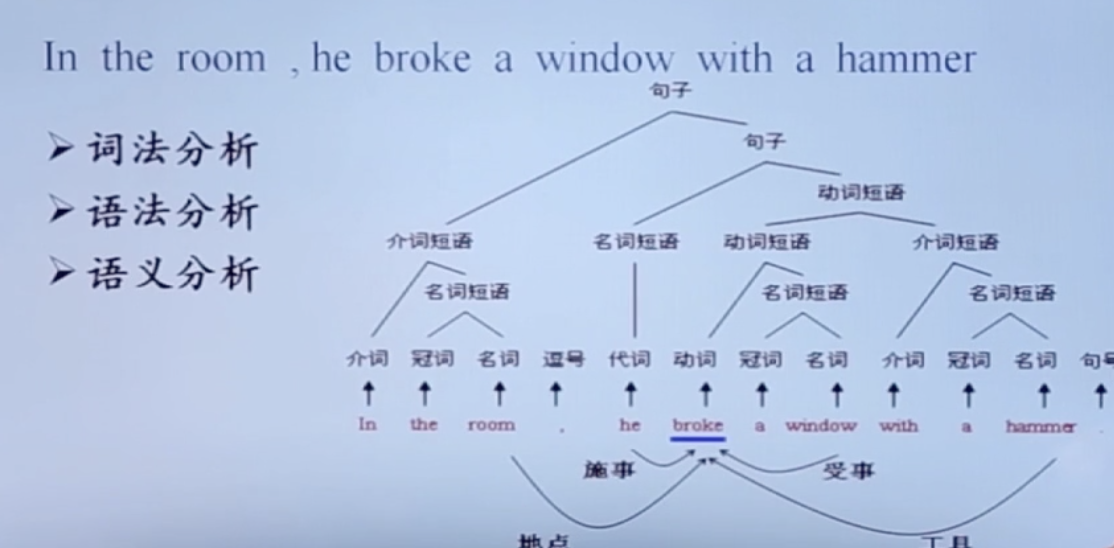 In the room , he broke a window with a hammer
句子
➢ 词法分析
句子
➢ 语法分析
动词短语
介词短语 名词短语 动词短语 介词短语
➢ 语义分析
名词短语 名词短语 名词短语
介词 冠词 名词 逗号 代词 动词 冠词 名词 介词 冠词 名词 句号
In the room , he broke a window with a hammer .
施事 受事
地点 工具